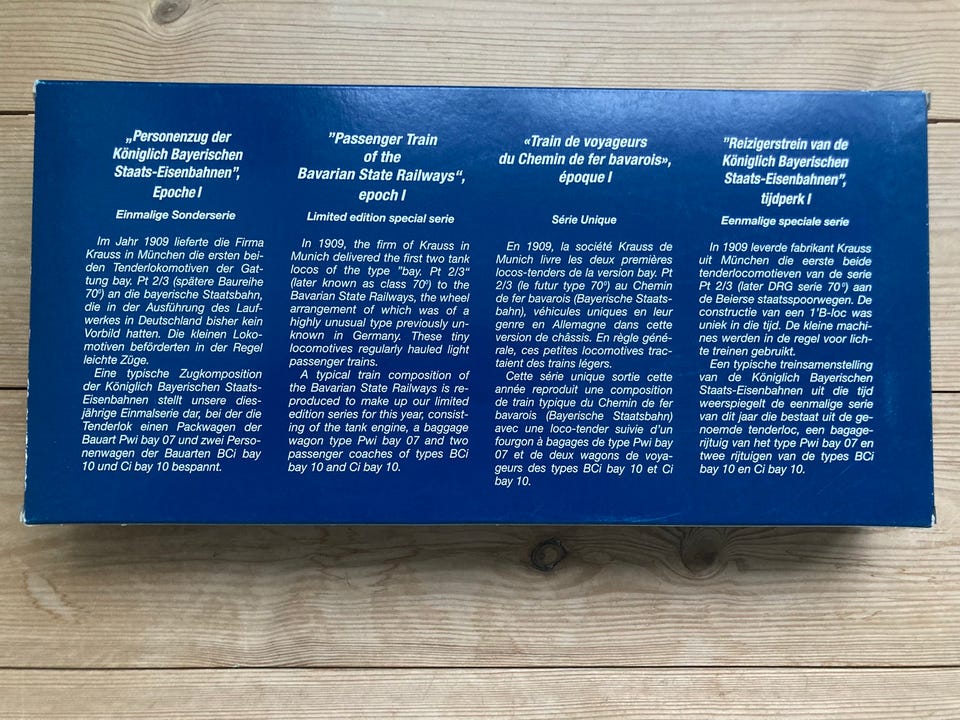 „Personenzug der
Königlich Bayerischen
Staats-Eisenbahnen”,
Epoche I
Einmalige Sonderserie
Im Jahr 1909 lieferte die Firma
Krauss in München die ersten bei-
den Tenderlokomotiven der Gat-
tung bay. Pt 2/3 (spätere Baureihe
70⁰) an die bayerische Staatsbahn,
die in der Ausführung des Lauf-
werkes in Deutschland bisher kein
Vorbild hatten. Die kleinen Loko-
motiven beförderten in der Regel
leichte Züge.
Eine typische Zugkomposition
der Königlich Bayerischen Staats-
Eisenbahnen stellt unsere dies-
jährige Einmalserie dar, bei der die
Tenderlok einen Packwagen der
Bauart Pwi bay 07 und zwei Perso-
nenwagen der Bauarten BCi bay
10 und Ci bay 10 bespannt.
”Passenger Train
of the
Bavarian State Railways“,
epoch I
Limited edition special serie
In 1909, the firm of Krauss in
Munich delivered the first two tank
locos of the type ”bay. Pt 2/3“
(later known as class 70⁰) to the
Bavarian State Railways, the wheel
arrangement of which was of a
highly unusual type previously un-
known in Germany. These tiny
locomotives regularly hauled light
passenger trains.
A typical train composition of
the Bavarian State Railways is re-
produced to make up our limited
edition series for this year, consist-
ing of the tank engine, a baggage
wagon type Pwi bay 07 and two
passenger coaches of types BCi
bay 10 and Ci bay 10.
«Train de voyageurs
du Chemin de fer bavarois»,
époque I
Série Unique
En 1909, la société Krauss de
Munich livre les deux premières
locos-tenders de la version bay. Pt
2/3 (le futur type 70⁰) au Chemin
de fer bavarois (Bayerische Staats-
bahn), véhicules uniques en leur
genre en Allemagne dans cette
version de châssis. En règle géné-
rale, ces petites locomotives trac-
taient des trains légers.
Cette série unique sortie cette
année reproduit une composition
de train typique du Chemin de fer
bavarois (Bayerische Staatsbahn)
avec une loco-tender suivie d’un
fourgon à bagages de type Pwi bay
07 et de deux wagons de voya-
geurs des types BCi bay 10 et Ci
bay 10.
”Reizigerstrein van de
Königlich Bayerischen
Staats-Eisenbahnen”,
tijdperk I
Eenmalige speciale serie
In 1909 leverde fabrikant Krauss
uit München die eerste beide
tenderlocomotieven van de serie
Pt 2/3 (later DRG serie 70⁰) aan
de Beierse staatsspoorwegen. De
constructie van een 1’B-loc was
uniek in die tijd. De kleine machi-
nes werden in de regel voor lich-
te treinen gebruikt.
Een typische treinsamenstelling
van de Königlich Bayerischen
Staats-Eisenbahnen uit die tijd
weerspiegelt de eenmalige serie
van dit jaar die bestaat uit de ge-
noemde tenderloc, een bagage-
rijtuig van het type Pwi bay 07 en
twee rijtuigen van de types BCi
bay 10 en Ci bay 10.